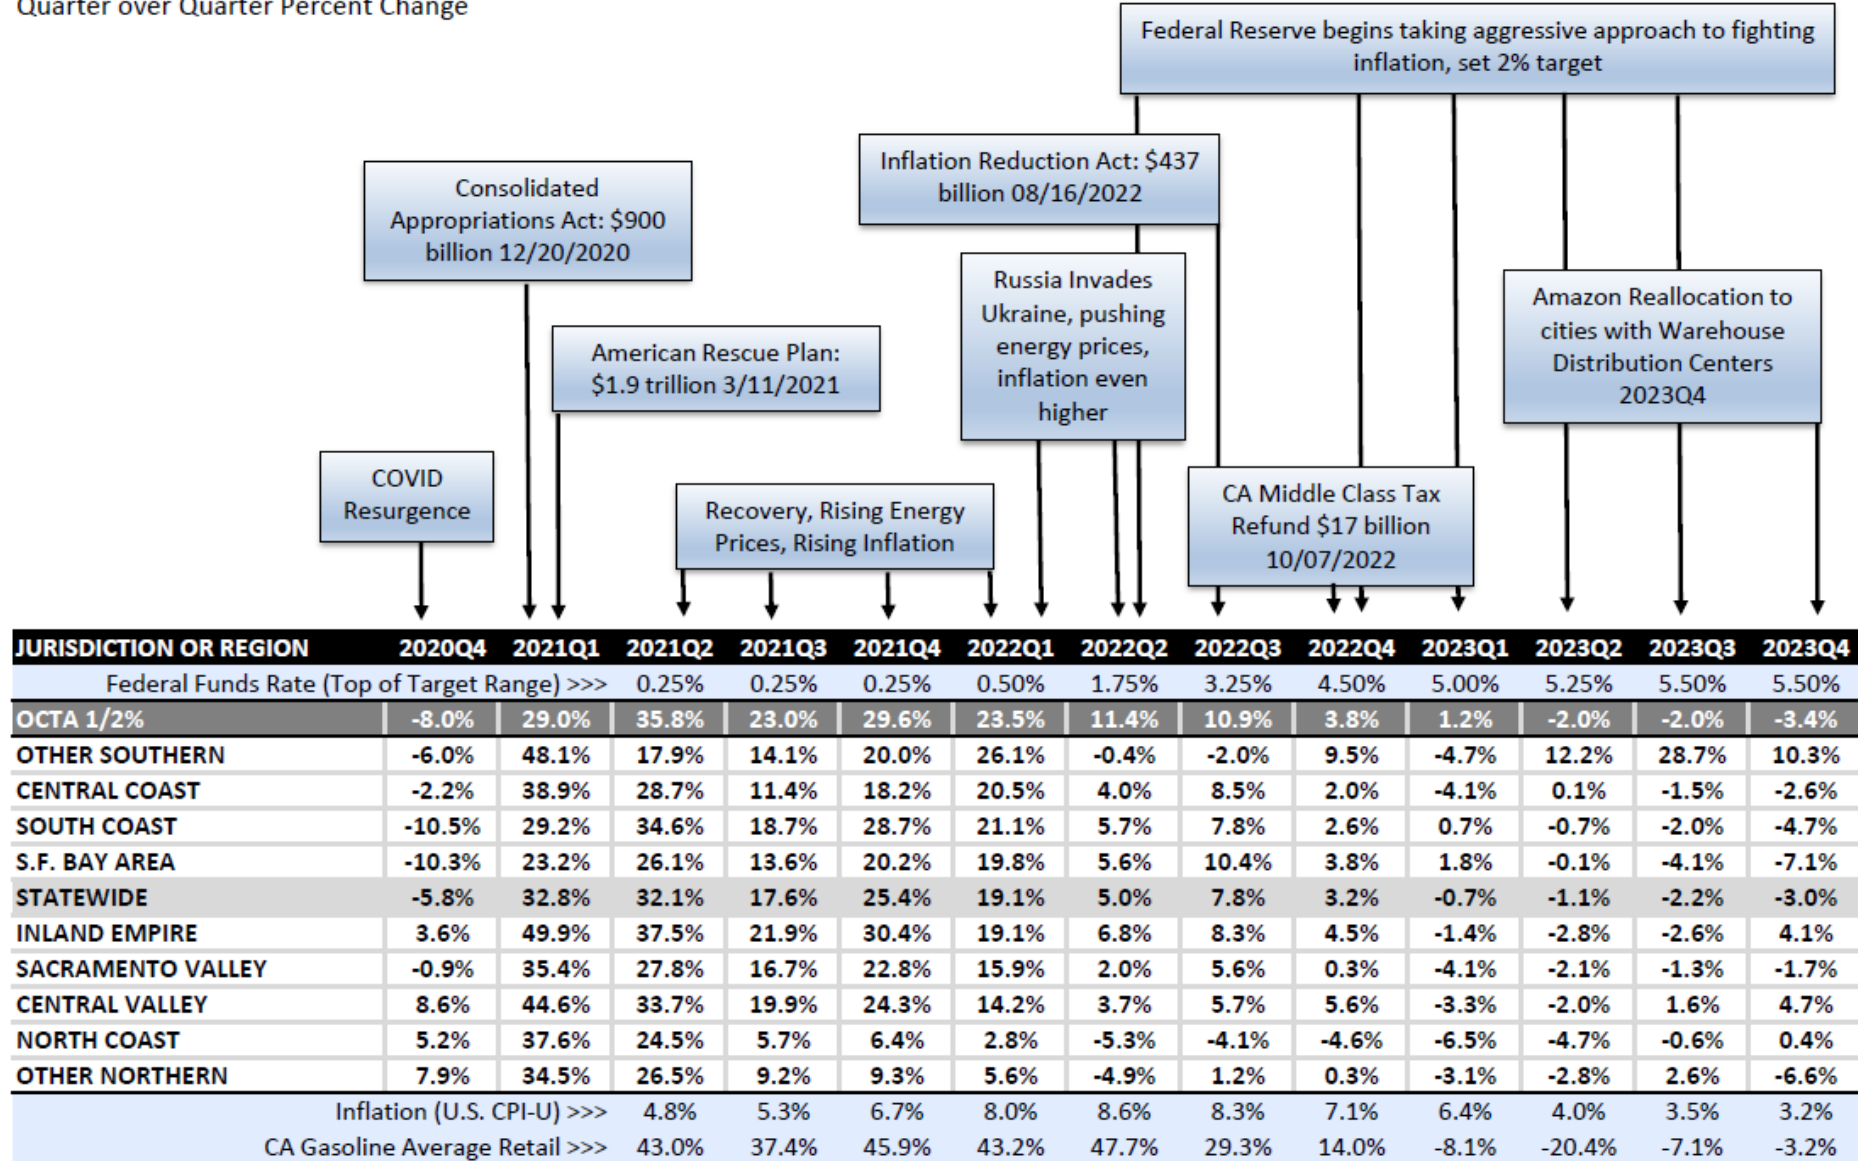 Quarter over Quarter Percent Change
Federal Reserve begins taking aggressive approach to fighting
inflation, set 2% target
Inflation Reduction Act: $437
billion 08/16/2022
Consolidated
Appropriations Act: $900
billion 12/20/2020
Russia Invades
Ukraine, pushing
energy prices,
inflation even
higher
Amazon Reallocation to
cities with Warehouse
Distribution Centers
2023Q4
American Rescue Plan:
$1.9 trillion 3/11/2021
COVID
Resurgence
Recovery, Rising Energy
Prices, Rising Inflation
CA Middle Class Tax
Refund $17 billion
10/07/2022
JURISDICTION OR REGION 2020Q4 2021Q1 2021Q2 2021Q3 2021Q4 2022Q1 2022Q2 2022Q3 2022Q4 2023Q1 2023Q2 2023Q3 2023Q4
Federal Funds Rate (Top of Target Range) >>> 0.25% 0.25% 0.25% 0.50% 1.75% 3.25% 4.50% 5.00% 5.25% 5.50% 5.50%
OCTA 1/2% -8.0% 29.0% 35.8% 23.0% 29.6% 23.5% 11.4% 10.9% 3.8% 1.2% -2.0% -2.0% -3.4%
OTHER SOUTHERN -6.0% 48.1% 17.9% 14.1% 20.0% 26.1% -0.4% -2.0% 9.5% -4.7% 12.2% 28.7% 10.3%
CENTRAL COAST -2.2% 38.9% 28.7% 11.4% 18.2% 20.5% 4.0% 8.5% 2.0% -4.1% 0.1% -1.5% -2.6%
SOUTH COAST -10.5% 29.2% 34.6% 18.7% 28.7% 21.1% 5.7% 7.8% 2.6% 0.7% -0.7% -2.0% -4.7%
S.F. BAY AREA -10.3% 23.2% 26.1% 13.6% 20.2% 19.8% 5.6% 10.4% 3.8% 1.8% -0.1% -4.1% -7.1%
STATEWIDE -5.8% 32.8% 32.1% 17.6% 25.4% 19.1% 5.0% 7.8% 3.2% -0.7% -1.1% -2.2% -3.0%
INLAND EMPIRE 3.6% 49.9% 37.5% 21.9% 30.4% 19.1% 6.8% 8.3% 4.5% -1.4% -2.8% -2.6% 4.1%
SACRAMENTO VALLEY -0.9% 35.4% 27.8% 16.7% 22.8% 15.9% 2.0% 5.6% 0.3% -4.1% -2.1% -1.3% -1.7%
CENTRAL VALLEY 8.6% 44.6% 33.7% 19.9% 24.3% 14.2% 3.7% 5.7% 5.6% -3.3% -2.0% 1.6% 4.7%
NORTH COAST 5.2% 37.6% 24.5% 5.7% 6.4% 2.8% -5.3% -4.1% -4.6% -6.5% -4.7% -0.6% 0.4%
OTHER NORTHERN 7.9% 34.5% 26.5% 9.2% 9.3% 5.6% -4.9% 1.2% 0.3% -3.1% -2.8% 2.6% -6.6%
Inflation (U.S. CPI-U) >>> 4.8% 5.3% 6.7% 8.0% 8.6% 8.3% 7.1% 6.4% 4.0% 3.5% 3.2%
CA Gasoline Average Retail >>> 43.0% 37.4% 45.9% 43.2% 47.7% 29.3% 14.0% -8.1% -20.4% -7.1% -3.2%